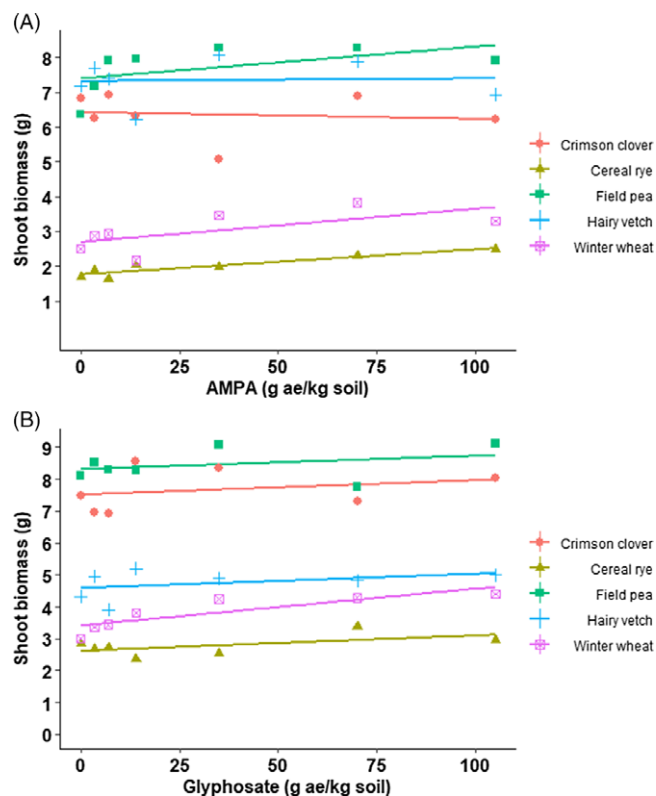 (A)
Shoot biomass (g)
8
7
6
5
4
3
2
1
0
25
50
75
100
AMPA (g ae/kg soil)
Crimson clover
Cereal rye
Field pea
Hairy vetch
Winter wheat
(B)
Shoot biomass (g)
9
8
7
6
5
4
3
2
1
0
0
25
50
75
100
Glyphosate (g ae/kg soil)
Crimson clover
Cereal rye
Field pea
Hairy vetch
Winter wheat